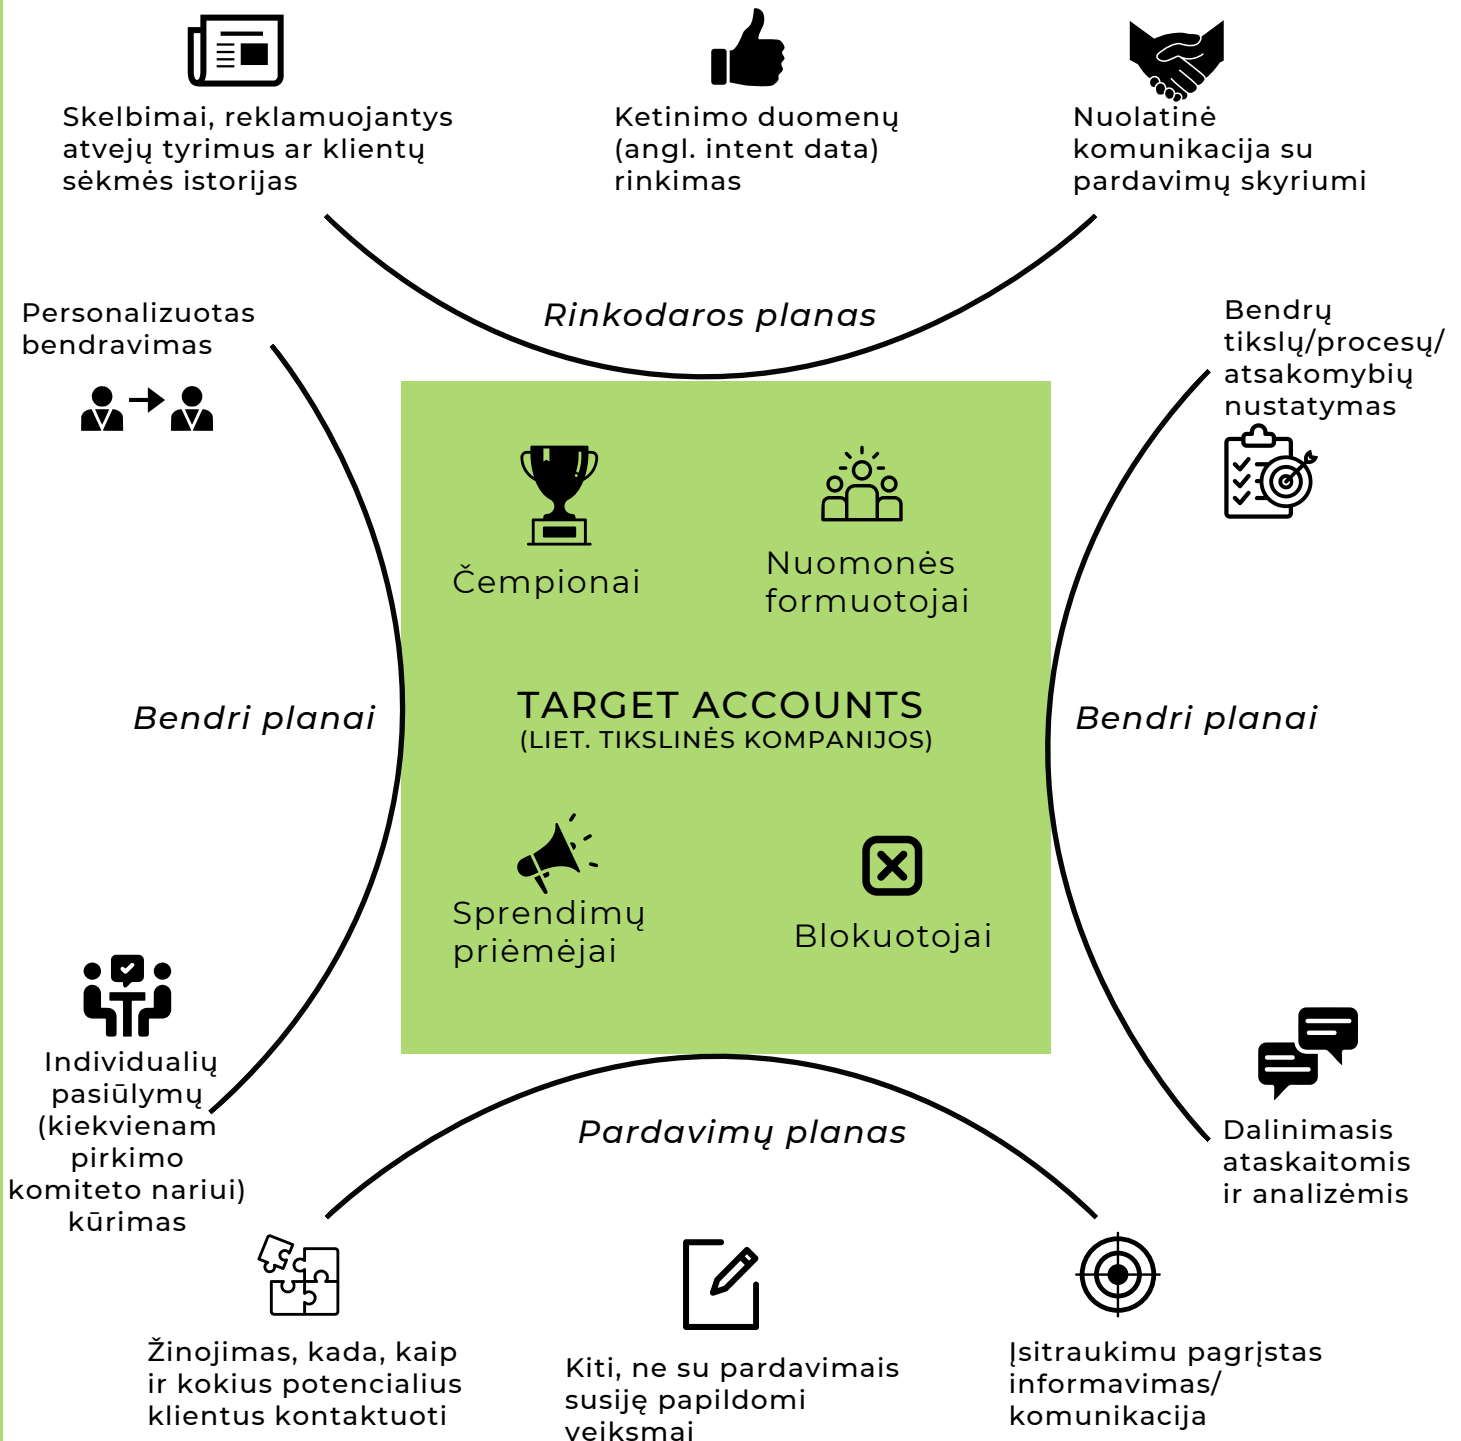 Skelbimai, reklamuojantys
atvejų tyrimus ar klientų
sėkmės istorijas
Ketinimo duomenų
(angl. intent data)
rinkimas
Nuolatinė
komunikacija su
pardavimų skyriumi
Rinkodaros planas
Personalizuotas
bendravimas
Bendrų
tikslų/procesų/
atsakomybių
nustatymas
Čempionai
Nuomonės
formuotojai
Bendri planai
TARGET ACCOUNTS
(LIET. TIKSLINĖS KOMPANIJOS)
Bendri planai
Sprendimų
priėmėjai
Blokuotojai
Individualių
pasiūlymų
(kiekvienam
pirkimo
komiteto nariui)
kūrimas
Pardavimų planas
Dalinimasis
ataskaitomis
ir analizėmis
Žinojimas, kada, kaip
ir kokius potencialius
klientus kontaktuoti
Kiti, ne su pardavimais
susiję papildomi
veiksmai
Įsitraukimu pagrįstas
informavimas/
komunikacija